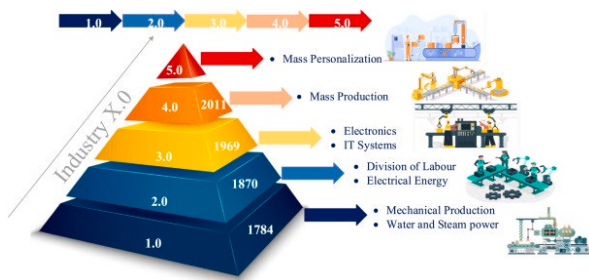 1.0 2.0 3.0 4.0 5.0
Industry X.0
5.0
• Mass Personalization
4.0 2011
• Mass Production
3.0 1969
• Electronics
• IT Systems
2.0 1870
• Division of Labour
• Electrical Energy
1.0 1784
• Mechanical Production
• Water and Steam power